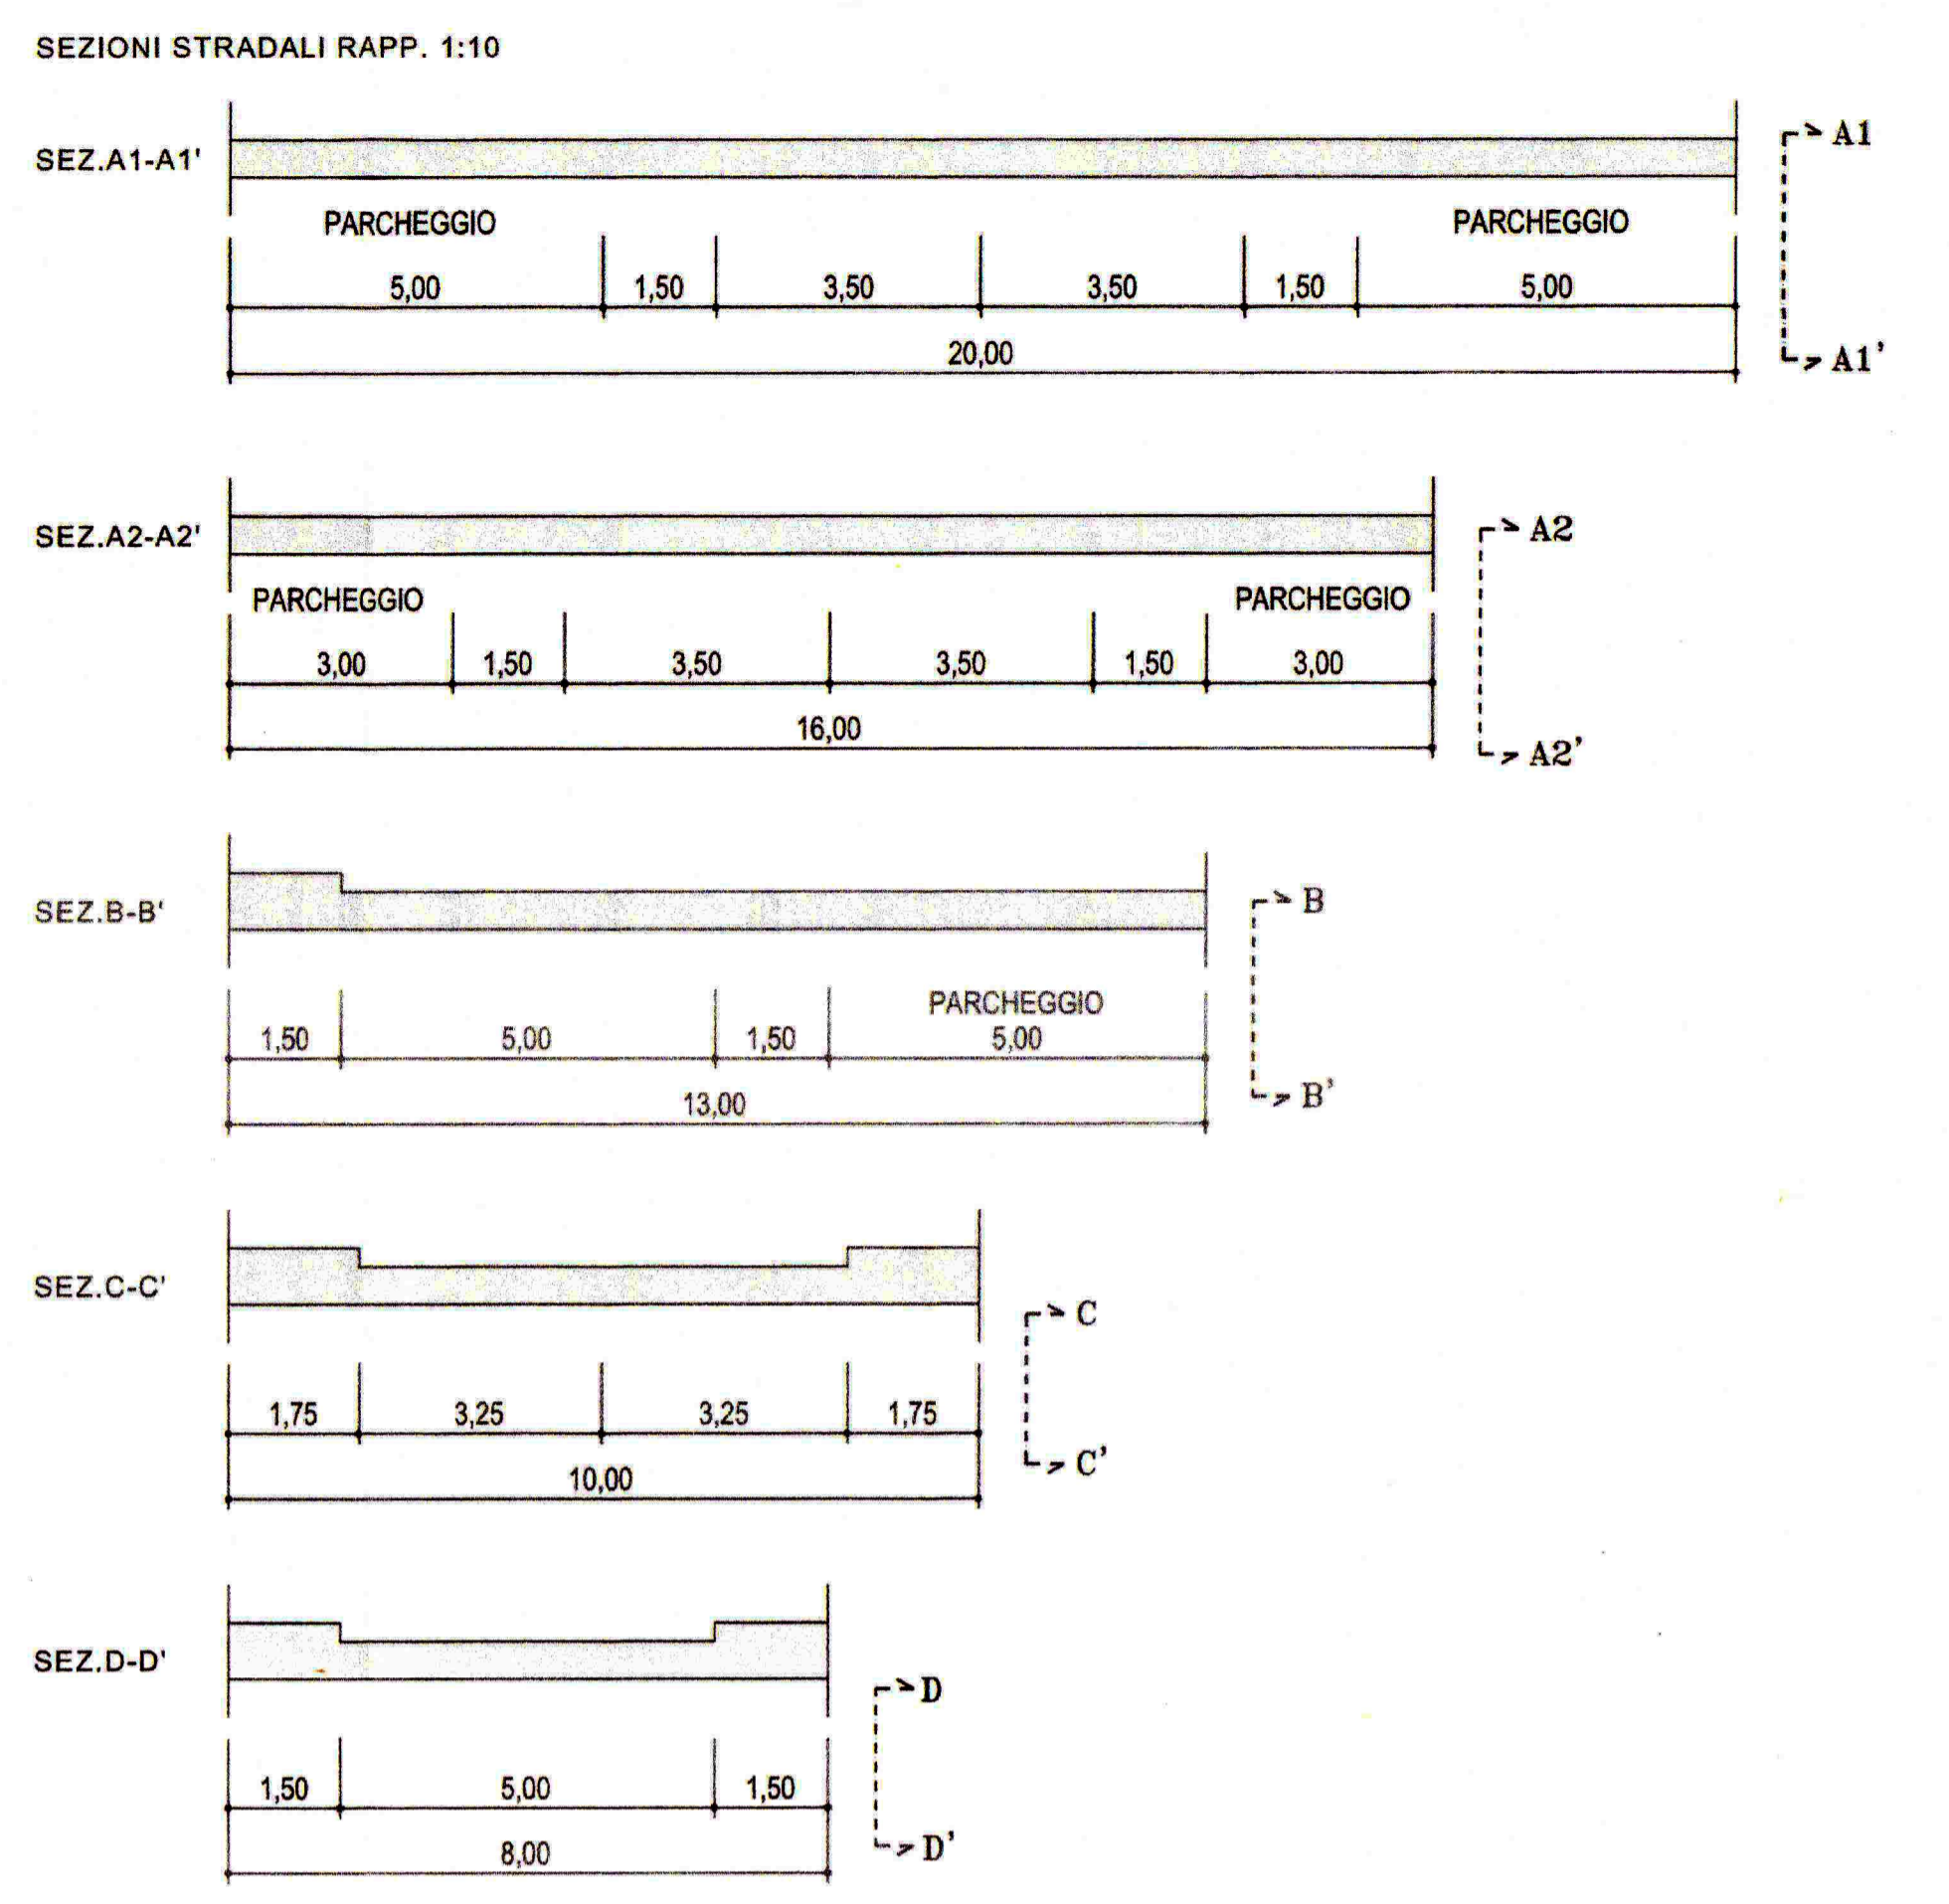 SEZIONI STRADALI RAPP. 1:10
SEZ.A1-A1'
A1
PARCHEGGIO PARCHEGGIO
5,00 1,50 3,50 3,50 1,50 5,00
20,00
A1'
SEZ.A2-A2'
A2
PARCHEGGIO PARCHEGGIO
3,00 1,50 3,50 3,50 1,50 3,00
16,00
A2'
SEZ.B-B'
B
PARCHEGGIO
1,50 5,00 1,50 5,00
13,00
B'
SEZ.C-C'
C
1,75 3,25 3,25 1,75
10,00
C'
SEZ.D-D'
D
1,50 5,00 1,50
8,00
D'